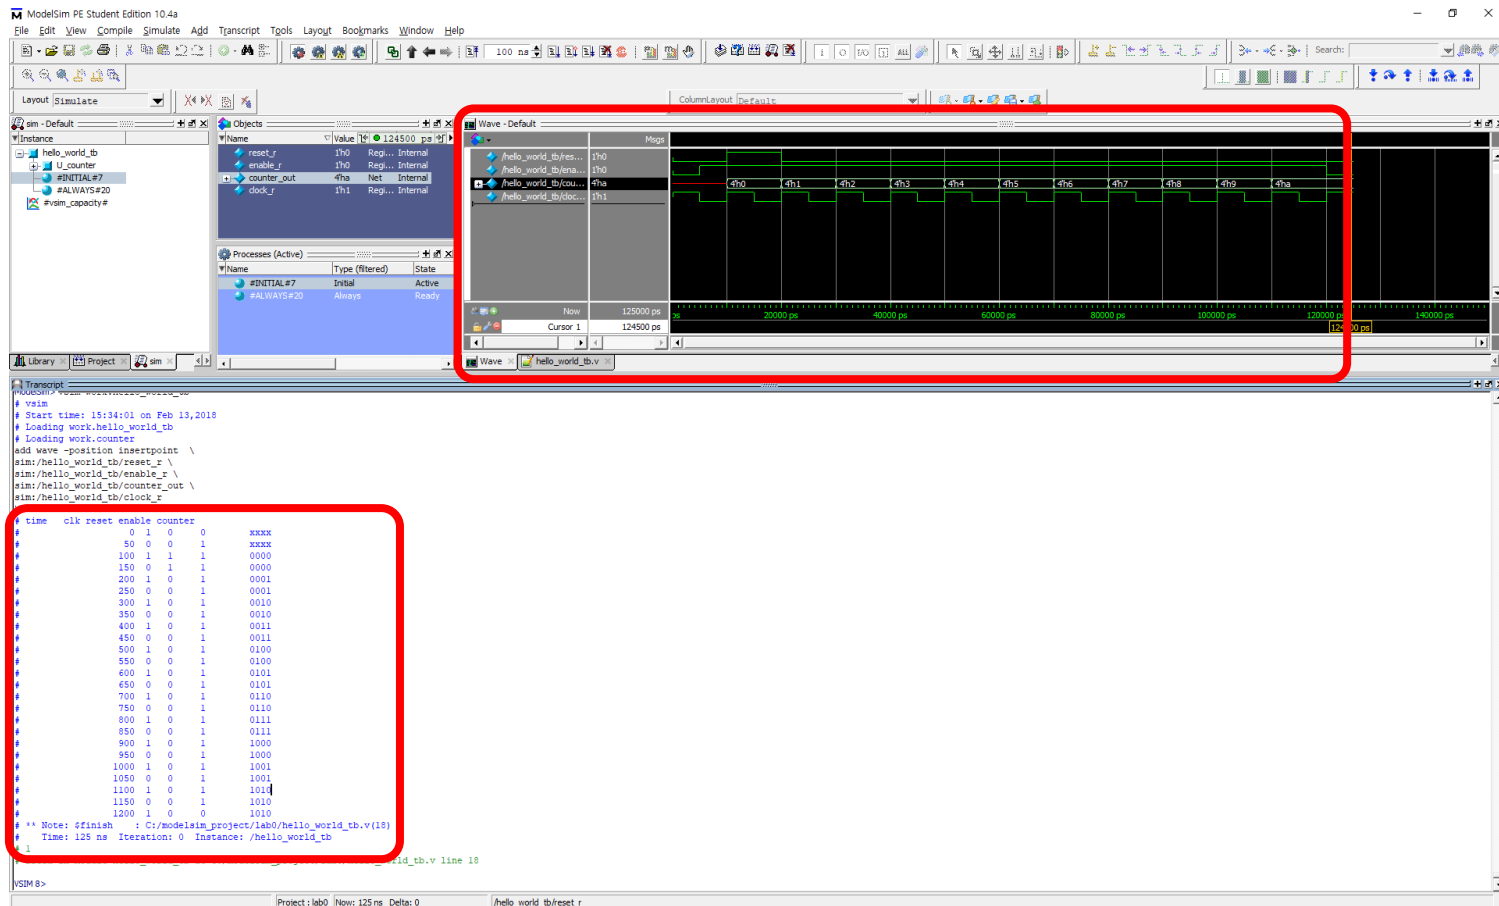 ModelSim PE Student Edition 10.4a
File Edit View Compile Simulate Add Transcript Tools Layout Bookmarks Window Help
100 ns
Search:
Layout Simulate
ColumnLayout Default
sim - Default
Instance
hello_world_tb
U_counter
#INITIAL#7
#ALWAYS#20
#vsim_capacity#
Library Project sim
Objects
Name Value 124500 ps
reset_r 1'h0 Regi... Internal
enable_r 1'h0 Regi... Internal
counter_out 4'ha Net Internal
clock_r 1'h1 Regi... Internal
Processes (Active)
Name Type (filtered) State
#INITIAL#7 Initial Active
#ALWAYS#20 Always Ready
Wave - Default
Msgs
/hello_world_tb/res... 1'h0
/hello_world_tb/ena... 1'h0
/hello_world_tb/cou... 4'ha 4'h0 4'h1 4'h2 4'h3 4'h4 4'h5 4'h6 4'h7 4'h8 4'h9 4'ha
/hello_world_tb/cloc... 1'h1
Now 125000 ps ps 20000 ps 40000 ps 60000 ps 80000 ps 100000 ps 120000 ps 140000 ps
Cursor 1 124500 ps 124500 ps
Wave hello_world_tb.v
Transcript
# vsim
# Start time: 15:34:01 on Feb 13,2018
# Loading work.hello_world_tb
# Loading work.counter
add wave -position insertpoint \
sim:/hello_world_tb/reset_r \
sim:/hello_world_tb/enable_r \
sim:/hello_world_tb/counter_out \
sim:/hello_world_tb/clock_r
# time clk reset enable counter
# 0 1 0 0 xxxx
# 50 0 0 1 xxxx
# 100 1 1 1 0000
# 150 0 1 1 0000
# 200 1 0 1 0001
# 250 0 0 1 0001
# 300 1 0 1 0010
# 350 0 0 1 0010
# 400 1 0 1 0011
# 450 0 0 1 0011
# 500 1 0 1 0100
# 550 0 0 1 0100
# 600 1 0 1 0101
# 650 0 0 1 0101
# 700 1 0 1 0110
# 750 0 0 1 0110
# 800 1 0 1 0111
# 850 0 0 1 0111
# 900 1 0 1 1000
# 950 0 0 1 1000
# 1000 1 0 1 1001
# 1050 0 0 1 1001
# 1100 1 0 1 1010
# 1150 0 0 1 1010
# 1200 1 0 0 1010
# ** Note: $finish : C:/modelsim_project/lab0/hello_world_tb.v(18)
# Time: 125 ns Iteration: 0 Instance: /hello_world_tb
# 1
line 18
VSIM 8>
Project : lab0 Now: 125 ns Delta: 0 /hello_world_tb/reset_r